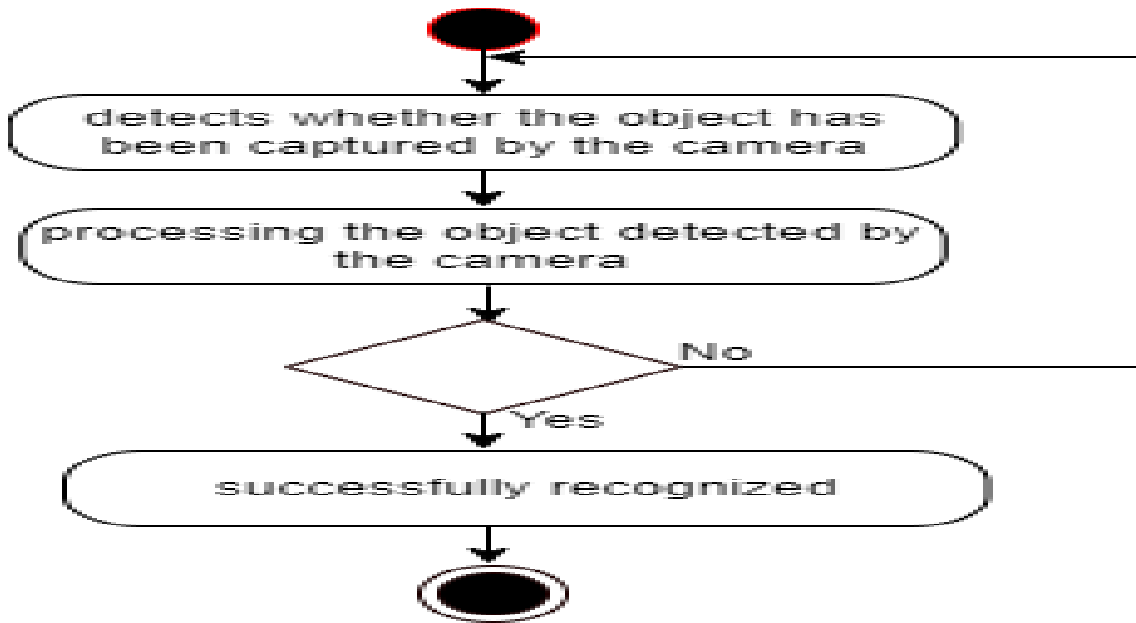 detects whether the object has
been captured by the camera
processing the object detected by
the camera
No
Yes
successfully recognized